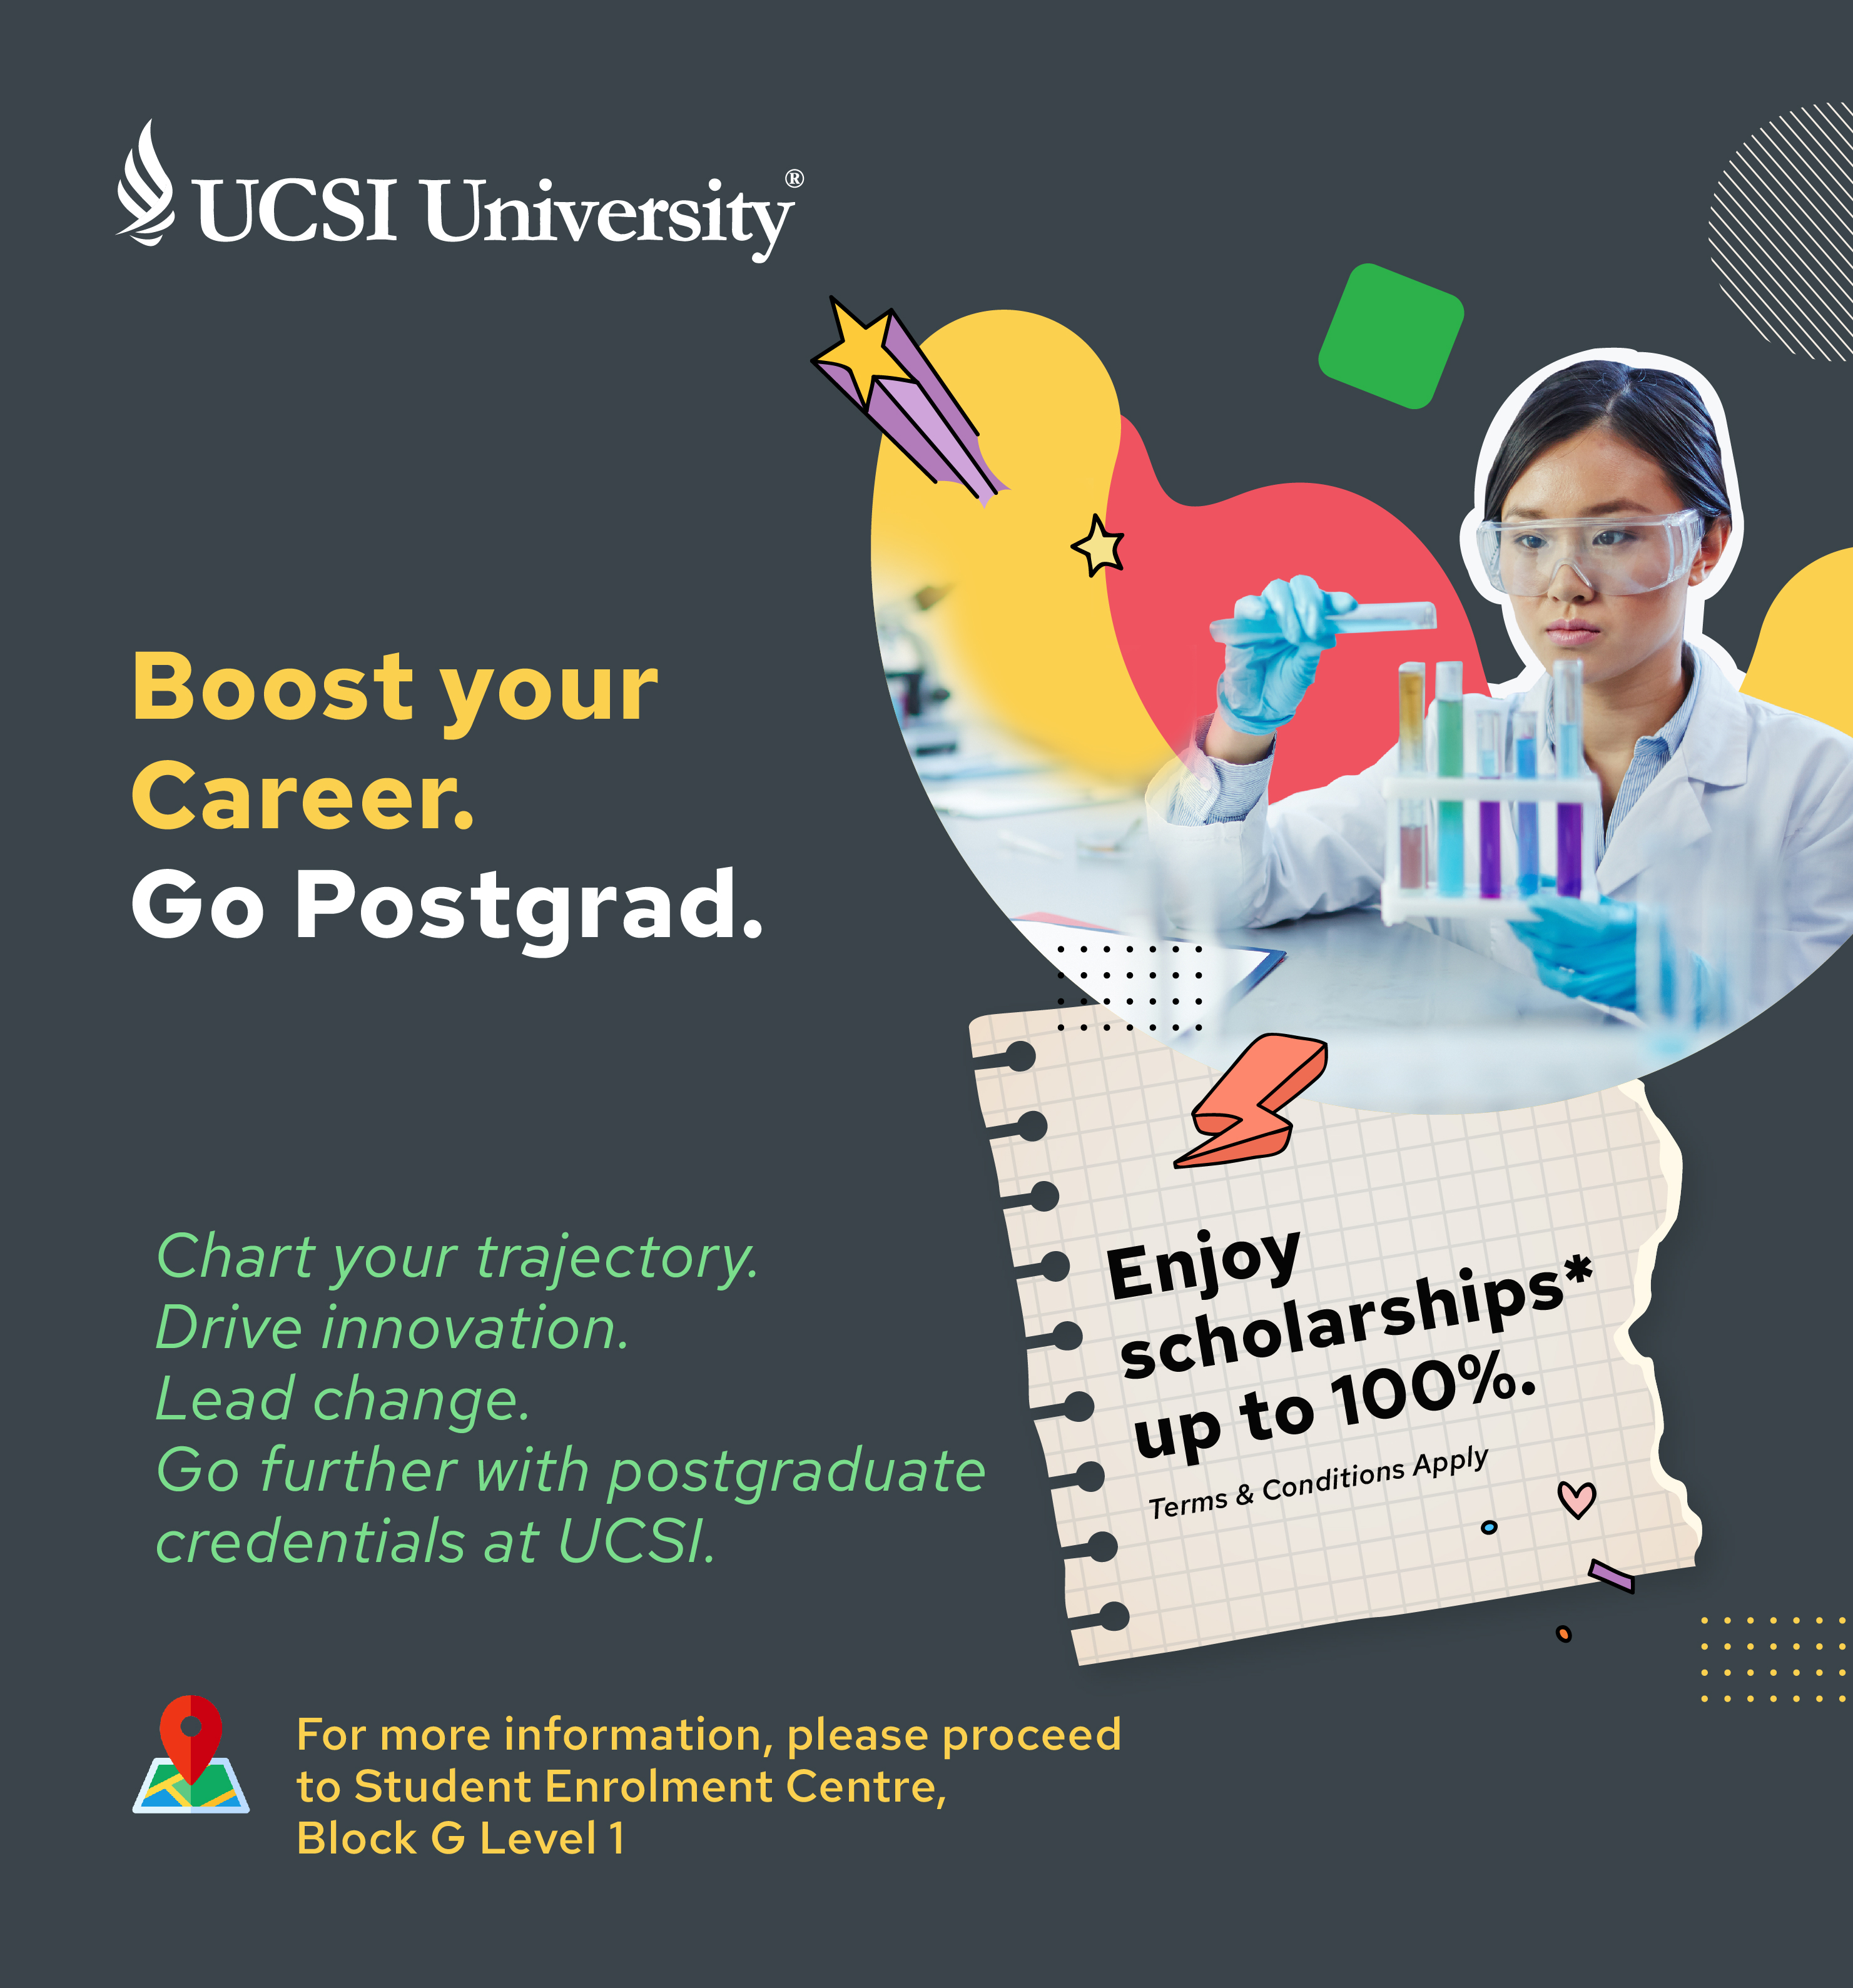 UCSI University®
Boost your
Career.
Go Postgrad.
Chart your trajectory.
Drive innovation.
Lead change.
Go further with postgraduate
credentials at UCSI.
Enjoy
scholarships*
up to 100%.
Terms & Conditions Apply
For more information, please proceed
to Student Enrolment Centre,
Block G Level 1